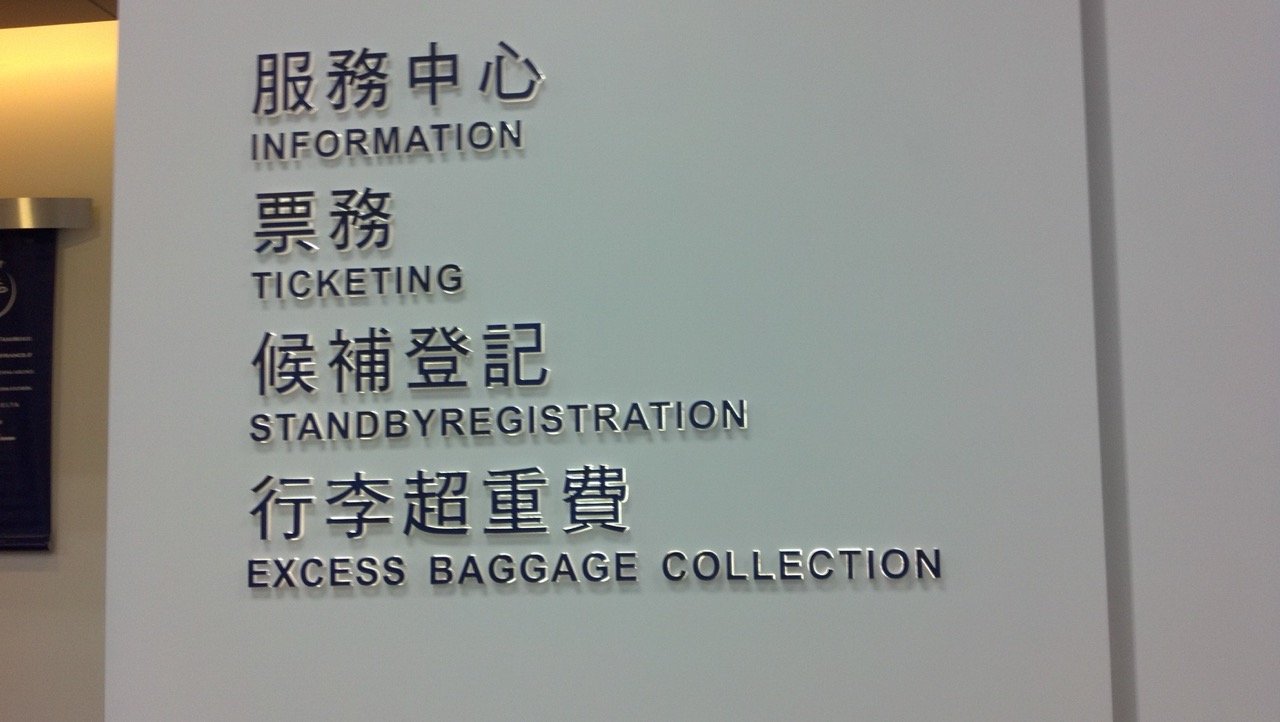 服務中心
INFORMATION
票務
TICKETING
候補登記
STANDBYREGISTRATION
行李超重費
EXCESS BAGGAGE COLLECTION